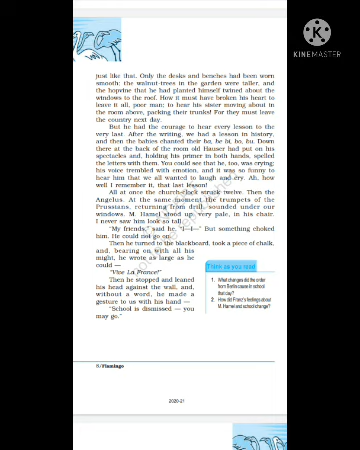 KINEMASTER
just like that. Only the desks and benches had been worn
smooth; the walnut-trees in the garden were taller, and
the hopvine that he had planted himself twined about the
windows to the roof. How it must have broken his heart to
leave it all, poor man; to hear his sister moving about in
the room above, packing their trunks! For they must leave
the country next day.
But he had the courage to hear every lesson to the
very last. After the writing, we had a lesson in history,
and then the babies chanted their ba, be bi, bo, bu. Down
there at the back of the room old Hauser had put on his
spectacles and, holding his primer in both hands, spelled
the letters with them. You could see that he, too, was crying;
his voice trembled with emotion, and it was so funny to
hear him that we all wanted to laugh and cry. Ah, how
well I remember it, that last lesson!
All at once the church-clock struck twelve. Then the
Angelus. At the same moment the trumpets of the
Prussians, returning from drill, sounded under our
windows. M. Hamel stood up, very pale, in his chair.
I never saw him look so tall.
“My friends,” said he, “I—I—” But something choked
him. He could not go on.
Then he turned to the blackboard, took a piece of chalk,
and, bearing on with all his
might, he wrote as large as he
could —
“Vive La France!”
Then he stopped and leaned
his head against the wall, and,
without a word, he made a
gesture to us with his hand —
“School is dismissed — you
may go.”
Think as you read
1. What changes did the order
from Berlin cause in school
that day?
2. How did Franz's feelings about
M. Hamel and school change?
8/Flamingo
2020-21